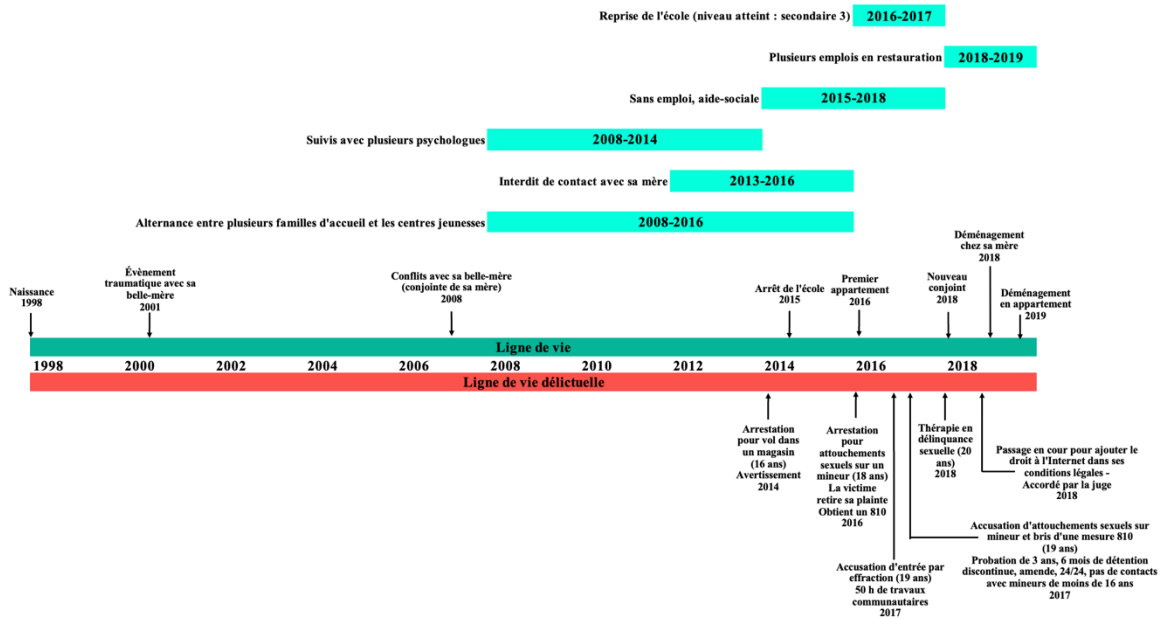 Reprise de l'école (niveau atteint : secondaire 3)
2016-2017
Plusieurs emplois en restauration
2018-2019
Sans emploi, aide-sociale
2015-2018
Suivis avec plusieurs psychologues
2008-2014
Interdit de contact avec sa mère
2013-2016
Alternance entre plusieurs familles d'accueil et les centres jeunesses
2008-2016
Naissance
1998
Évènement
traumatique avec sa
belle-mère
2001
Conflits avec sa belle-mère
(conjointe de sa mère)
2008
Arrêt de l'école
2015
Premier
appartement
2016
Nouveau
conjoint
2018
Déménagement
chez sa mère
2018
Déménagement
en appartement
2019
Ligne de vie
1998 2000 2002 2004 2006 2008 2010 2012 2014 2016 2018
Ligne de vie délictuelle
Arrestation
pour vol dans
un magasin
(16 ans)
Avertissement
2014
Arrestation
pour
attouchements
sexuels sur un
mineur (18 ans)
La victime
retire sa plainte
Obtient un 810
2016
Accusation d'entrée par
effraction (19 ans)
50 h de travaux
communautaires
2017
Thérapie en
délinquance
sexuelle (20
ans)
2018
Passage en cour pour ajouter le
droit à l'Internet dans ses
conditions légales -
Accordé par la juge
2018
Accusation d'attouchements sexuels sur
mineur et bris d'une mesure 810
(19 ans)
Probation de 3 ans, 6 mois de détention
discontinue, amende, 24/24, pas de contacts
avec mineurs de moins de 16 ans
2017